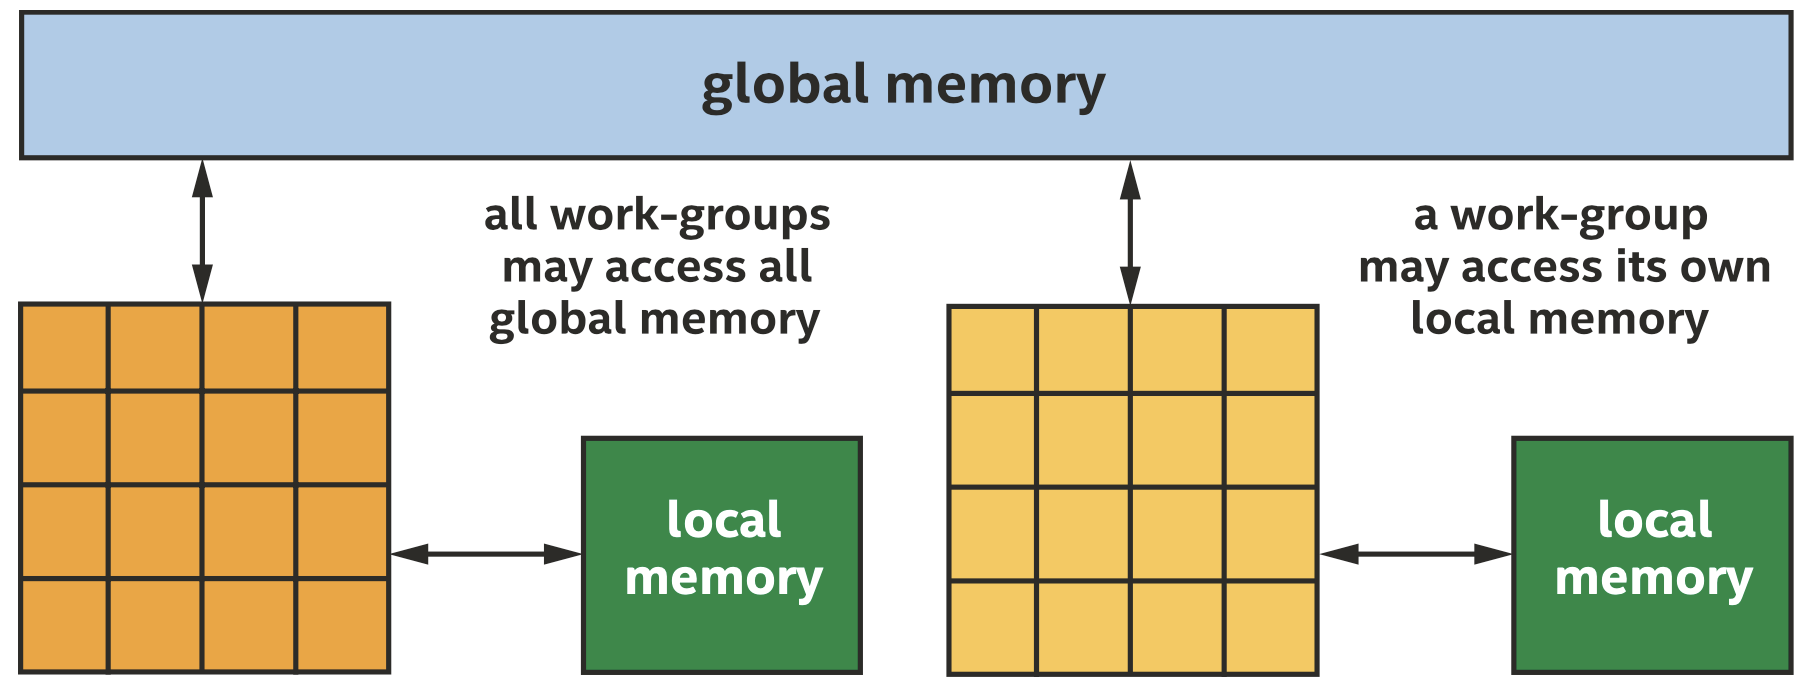 global memory
all work-groups
may access all
global memory
a work-group
may access its own
local memory
local
memory
local
memory